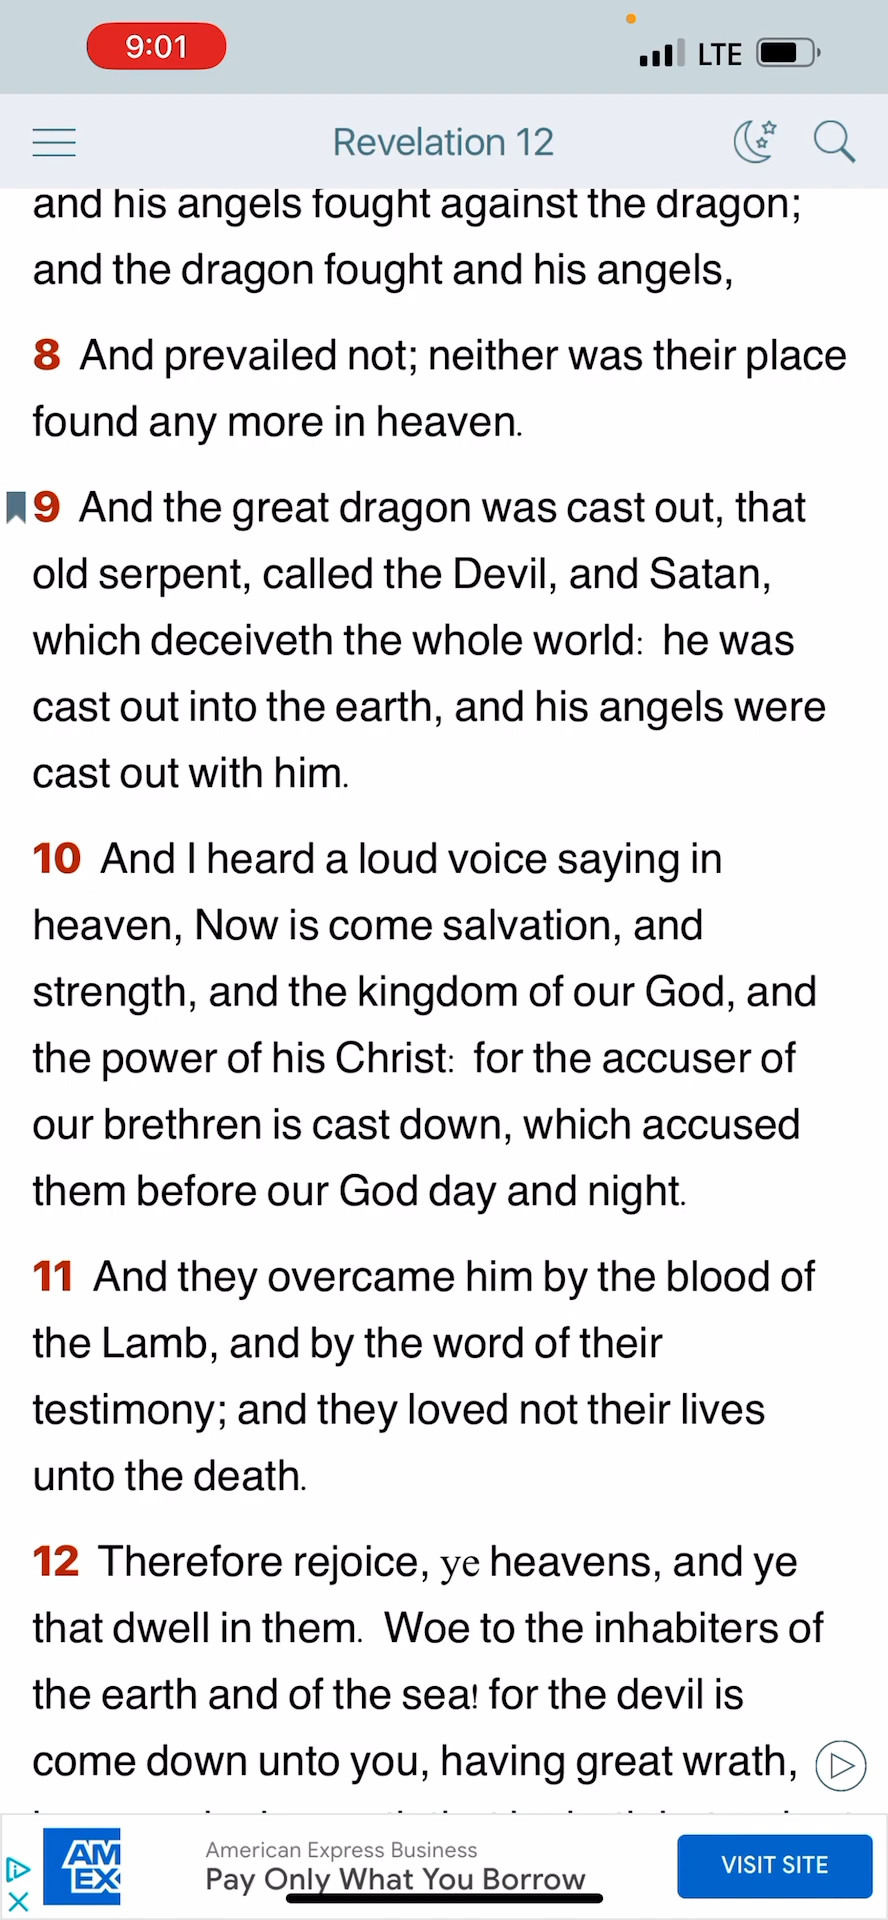 9:01
LTE
Revelation 12
and his angels fought against the dragon;
and the dragon fought and his angels,
8 And prevailed not; neither was their place
found any more in heaven.
9 And the great dragon was cast out, that
old serpent, called the Devil, and Satan,
which deceiveth the whole world: he was
cast out into the earth, and his angels were
cast out with him.
10 And I heard a loud voice saying in
heaven, Now is come salvation, and
strength, and the kingdom of our God, and
the power of his Christ: for the accuser of
our brethren is cast down, which accused
them before our God day and night.
11 And they overcame him by the blood of
the Lamb, and by the word of their
testimony; and they loved not their lives
unto the death.
12 Therefore rejoice, ye heavens, and ye
that dwell in them. Woe to the inhabiters of
the earth and of the sea! for the devil is
come down unto you, having great wrath,
AM
EX
American Express Business
Pay Only What You Borrow
VISIT SITE